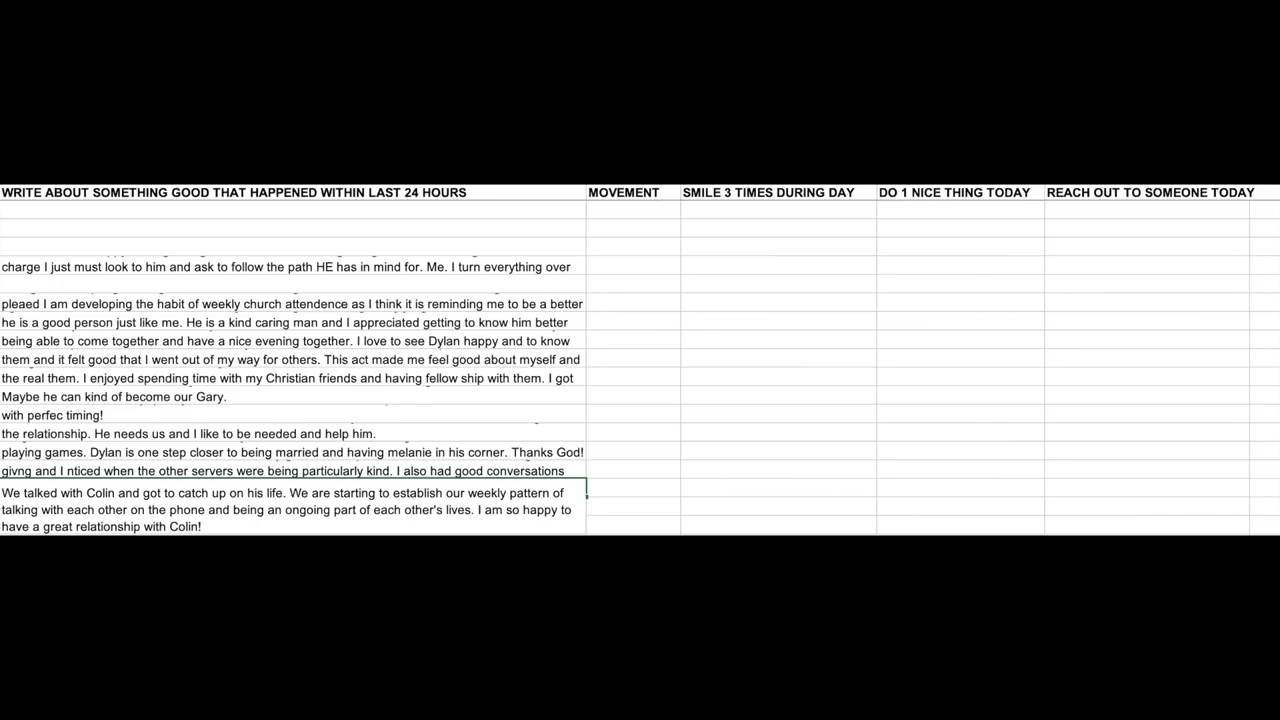 WRITE ABOUT SOMETHING GOOD THAT HAPPENED WITHIN LAST 24 HOURS MOVEMENT SMILE 3 TIMES DURING DAY DO 1 NICE THING TODAY REACH OUT TO SOMEONE TODAY
charge I just must look to him and ask to follow the path HE has in mind for. Me. I turn everything over
pleaed I am developing the habit of weekly church attendence as I think it is reminding me to be a better
he is a good person just like me. He is a kind caring man and I appreciated getting to know him better
being able to come together and have a nice evening together. I love to see Dylan happy and to know
them and it felt good that I went out of my way for others. This act made me feel good about myself and
the real them. I enjoyed spending time with my Christian friends and having fellow ship with them. I got
Maybe he can kind of become our Gary.
with perfec timing!
the relationship. He needs us and I like to be needed and help him.
playing games. Dylan is one step closer to being married and having melanie in his corner. Thanks God!
givng and I nticed when the other servers were being particularly kind. I also had good conversations
We talked with Colin and got to catch up on his life. We are starting to establish our weekly pattern of
talking with each other on the phone and being an ongoing part of each other's lives. I am so happy to
have a great relationship with Colin!